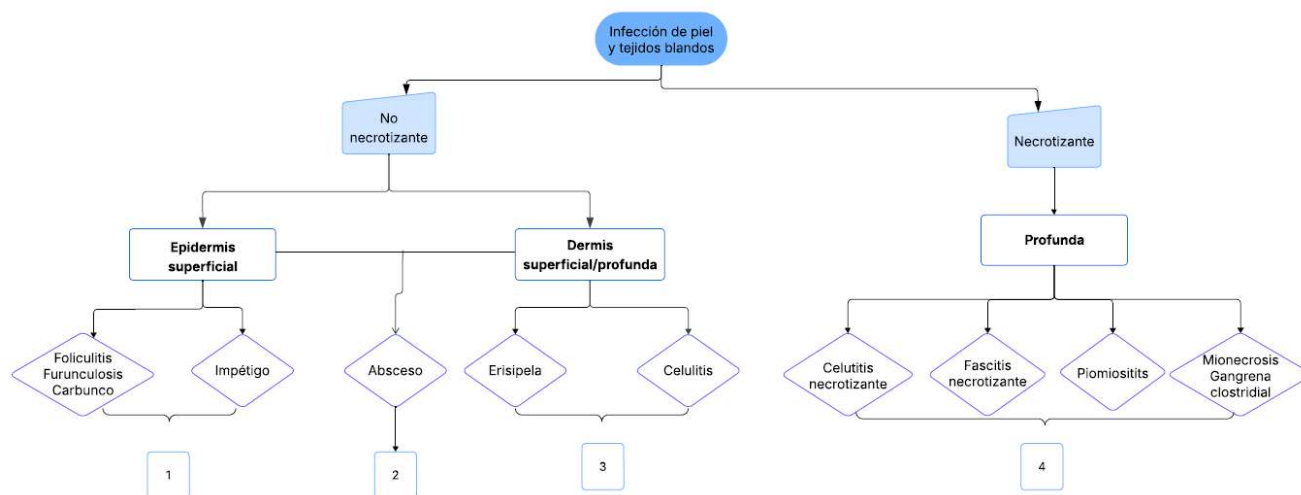 Infección de piel
y tejidos blandos
No
necrotizante
Necrotizante
Epidermis
superficial
Dermis
superficial/profunda
Profunda
Foliculitis
Furunculosis
Carbunco
Impétigo
Absceso
Erisipela
Celulitis
Celutitis
necrotizante
Fascitis
necrotizante
Piomiositits
Mionecrosis
Gangrena
clostridial
1
2
3
4